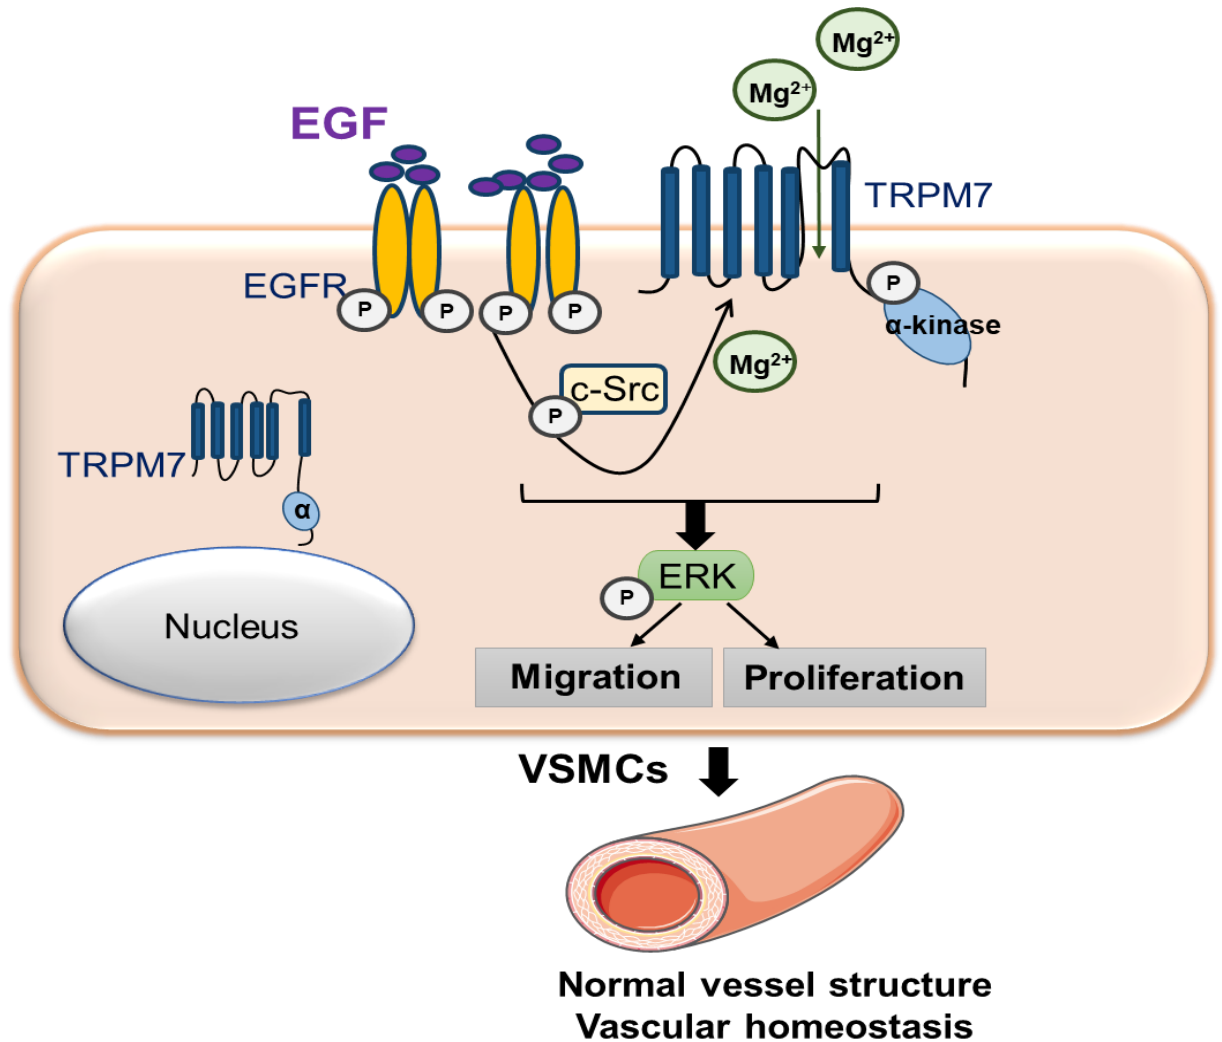 Mg²⁺
Mg²⁺
EGF
TRPM7
EGFR
P
P
P
P
P
α-kinase
Mg²⁺
c-Src
P
TRPM7
α
ERK
P
Nucleus
Migration
Proliferation
VSMCs
Normal vessel structure
Vascular homeostasis